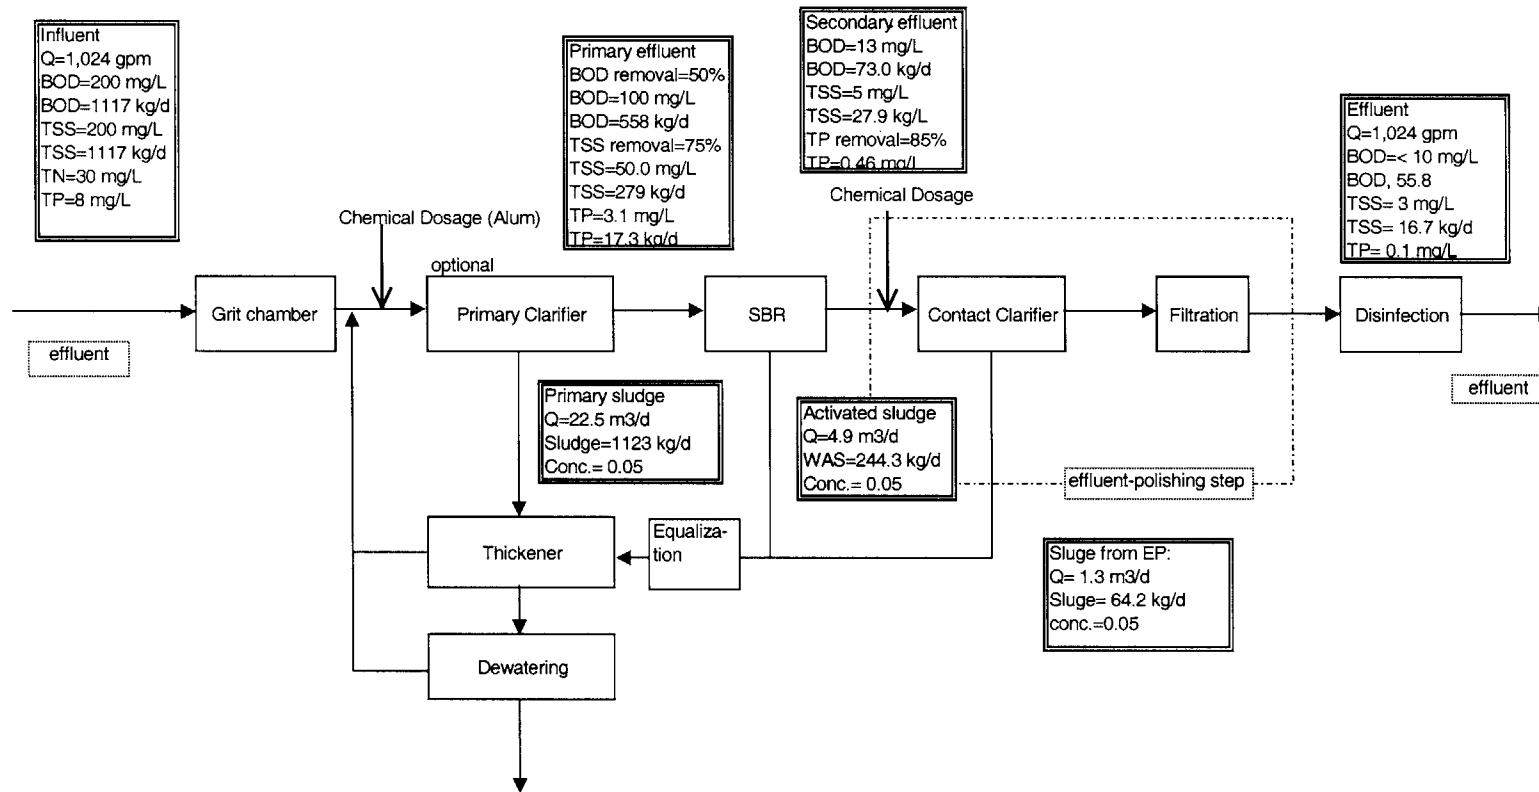 Influent
Q=1,024 gpm
BOD=200 mg/L
BOD=1117 kg/d
TSS=200 mg/L
TSS=1117 kg/d
TN=30 mg/L
TP=8 mg/L
Primary effluent
BOD removal=50%
BOD=100 mg/L
BOD=558 kg/d
TSS removal=75%
TSS=50.0 mg/L
TSS=279 kg/d
TP=3.1 mg/L
TP=17.3 kg/d
Secondary effluent
BOD=13 mg/L
BOD=73.0 kg/d
TSS=5 mg/L
TSS=27.9 kg/L
TP removal=85%
TP=0.46 mg/L
Effluent
Q=1,024 gpm
BOD=< 10 mg/L
BOD, 55.8
TSS= 3 mg/L
TSS= 16.7 kg/d
TP= 0.1 mg/L
Chemical Dosage (Alum)
Chemical Dosage
optional
Grit chamber
Primary Clarifier
SBR
Contact Clarifier
Filtration
Disinfection
effluent
effluent
Primary sludge
Q=22.5 m3/d
Sludge=1123 kg/d
Conc.= 0.05
Activated sludge
Q=4.9 m3/d
WAS=244.3 kg/d
Conc.= 0.05
effluent-polishing step
Thickener
Equaliza-
tion
Sluge from EP:
Q= 1.3 m3/d
Sluge= 64.2 kg/d
conc.=0.05
Dewatering